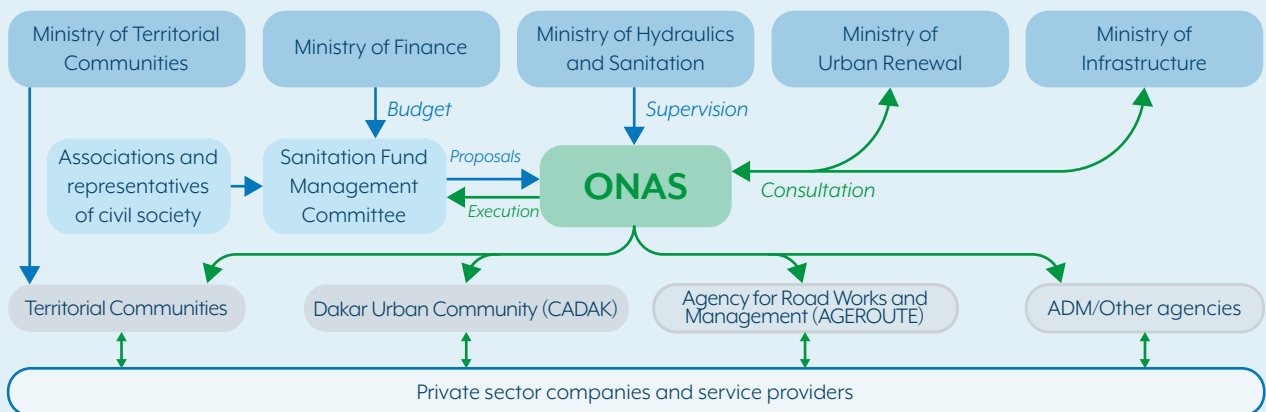 Ministry of Territorial
Communities
Ministry of Finance
Ministry of Hydraulics
and Sanitation
Ministry of
Urban Renewal
Ministry of
Infrastructure
Budget
Supervision
Associations and
representatives
of civil society
Sanitation Fund
Management
Committee
Proposals
Execution
ONAS
Consultation
Territorial Communities
Dakar Urban Community (CADAK)
Agency for Road Works and
Management (AGEROUTE)
ADM/Other agencies
Private sector companies and service providers